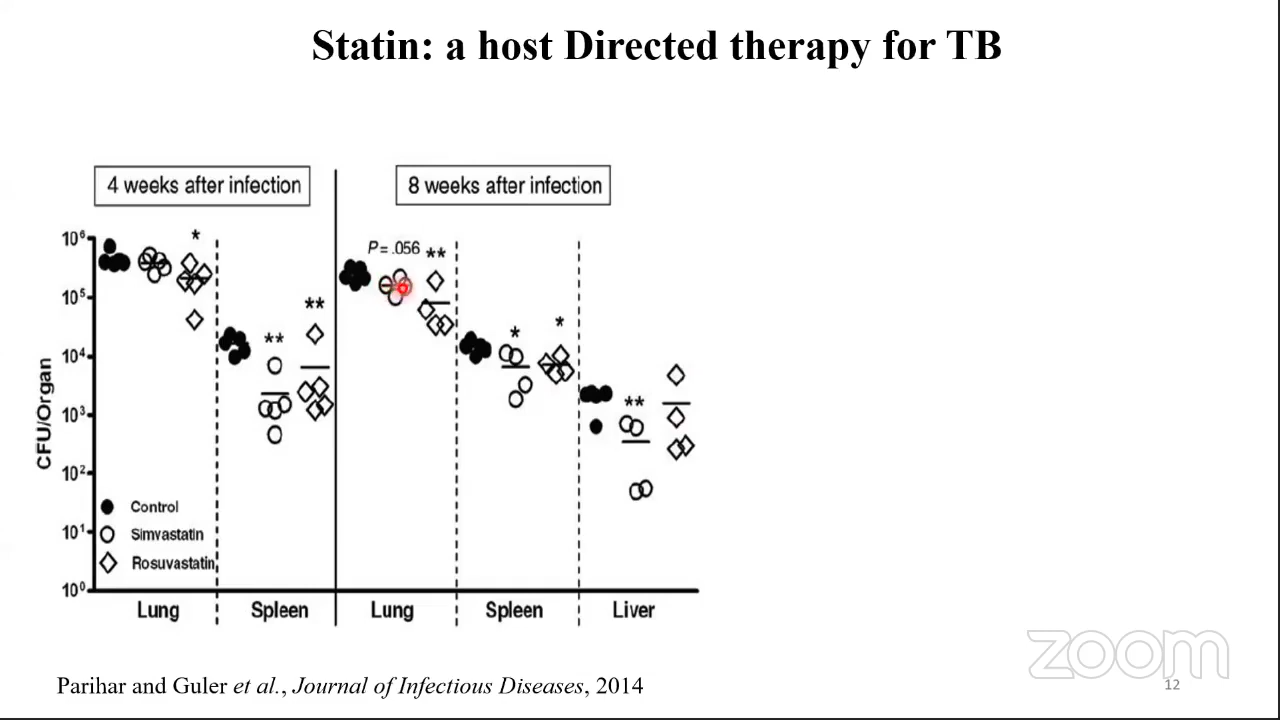 Statin: a host Directed therapy for TB
4 weeks after infection
8 weeks after infection
CFU/Organ
10⁶
10⁵
10⁴
10³
10²
10¹
10⁰
*
**
**
P = .056
**
*
*
**
Control
Simvastatin
Rosuvastatin
Lung
Spleen
Lung
Spleen
Liver
Parihar and Guler et al., Journal of Infectious Diseases, 2014
zoom
12